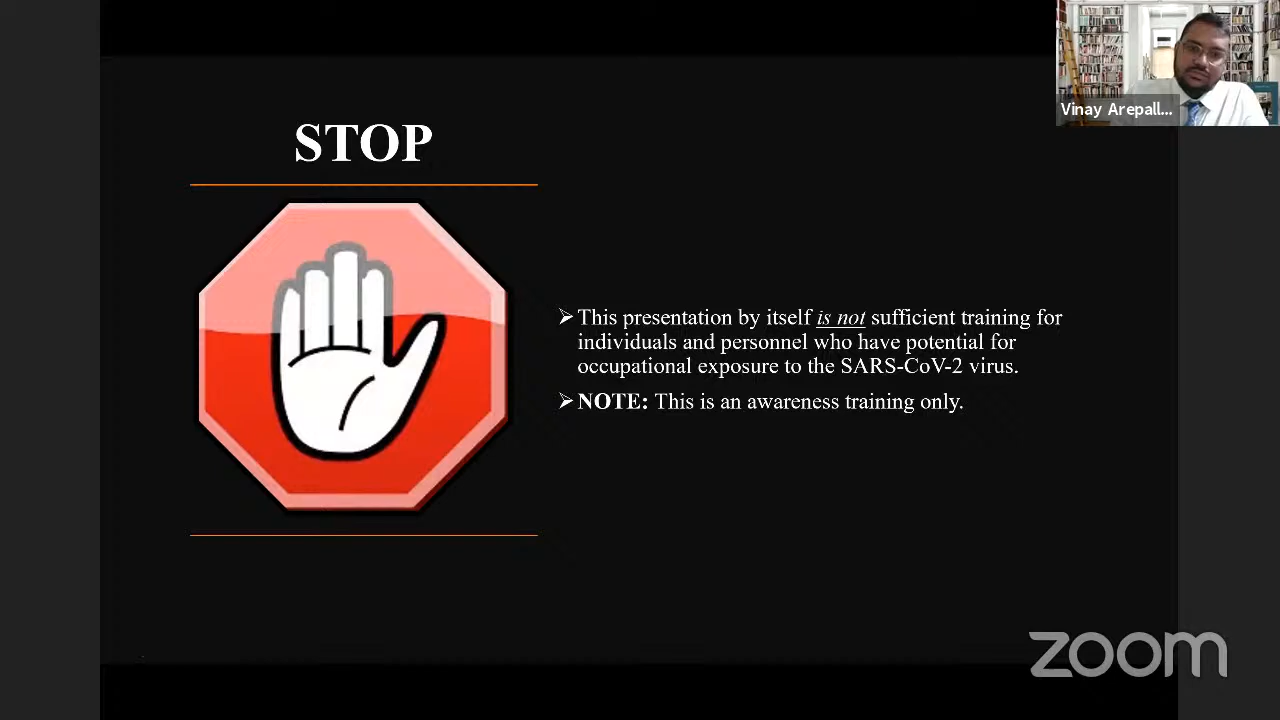 Vinay Arepall...
STOP
➢This presentation by itself is not sufficient training for
individuals and personnel who have potential for
occupational exposure to the SARS-CoV-2 virus.
➢NOTE: This is an awareness training only.
zoom